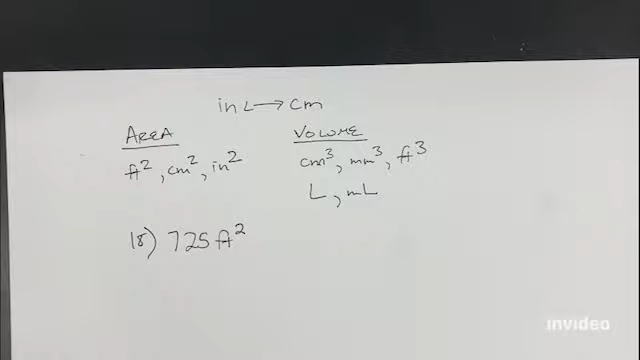 in ↔ cm
AREA
ft², cm², in²
VOLUME
cm³, mm³, ft³
L, mL
18) 725 ft²
invideo